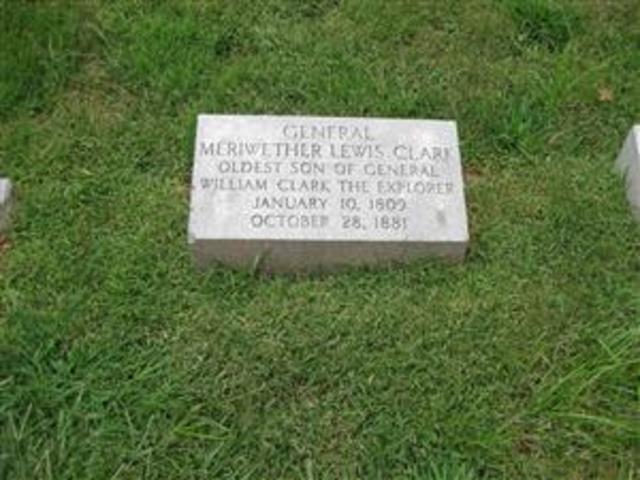 GENERAL
MERIWETHER LEWIS CLARK
OLDEST SON OF GENERAL
WILLIAM CLARK THE EXPLORER
JANUARY 10, 1809
OCTOBER 28, 1881